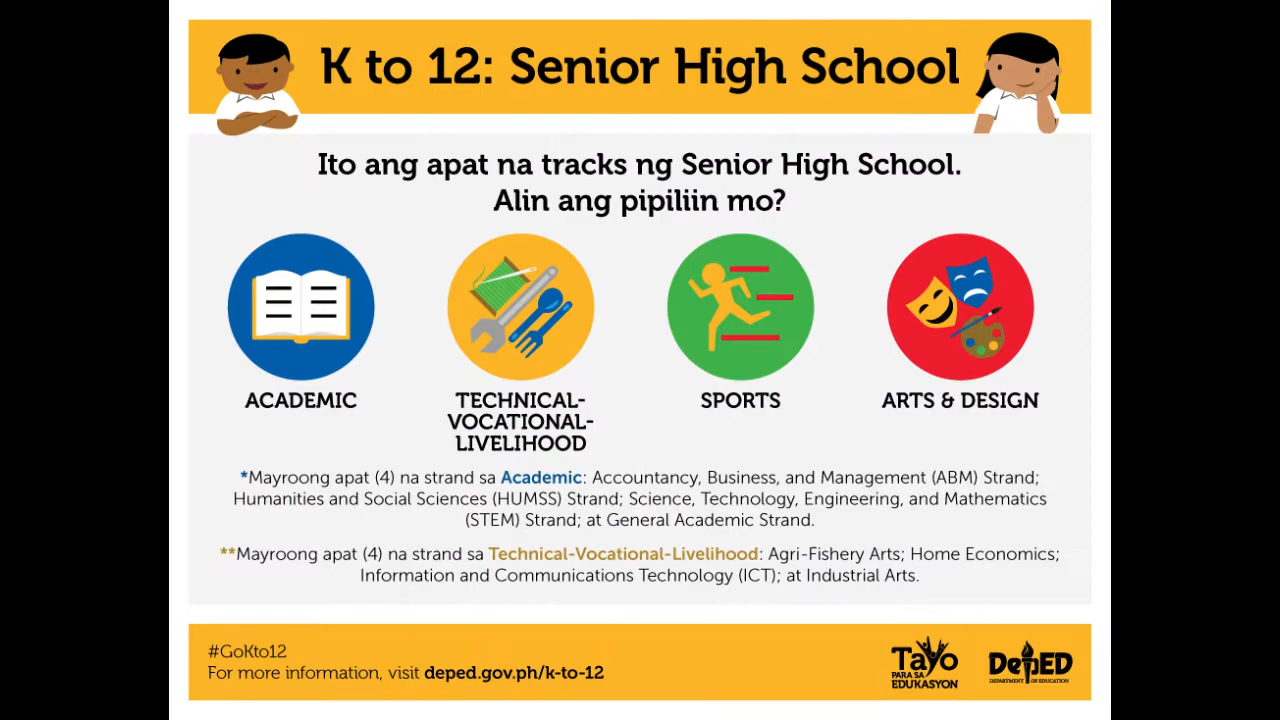 K to 12: Senior High School
Ito ang apat na tracks ng Senior High School.
Alin ang pipiliin mo?
ACADEMIC
TECHNICAL-
VOCATIONAL-
LIVELIHOOD
SPORTS
ARTS & DESIGN
*Mayroong apat (4) na strand sa Academic: Accountancy, Business, and Management (ABM) Strand;
Humanities and Social Sciences (HUMSS) Strand; Science, Technology, Engineering, and Mathematics
(STEM) Strand; at General Academic Strand.
**Mayroong apat (4) na strand sa Technical-Vocational-Livelihood: Agri-Fishery Arts; Home Economics;
Information and Communications Technology (ICT); at Industrial Arts.
#GoKto12
For more information, visit deped.gov.ph/k-to-12
Tayo
PARA SA
EDUKASYON
DepED
DEPARTMENT OF EDUCATION